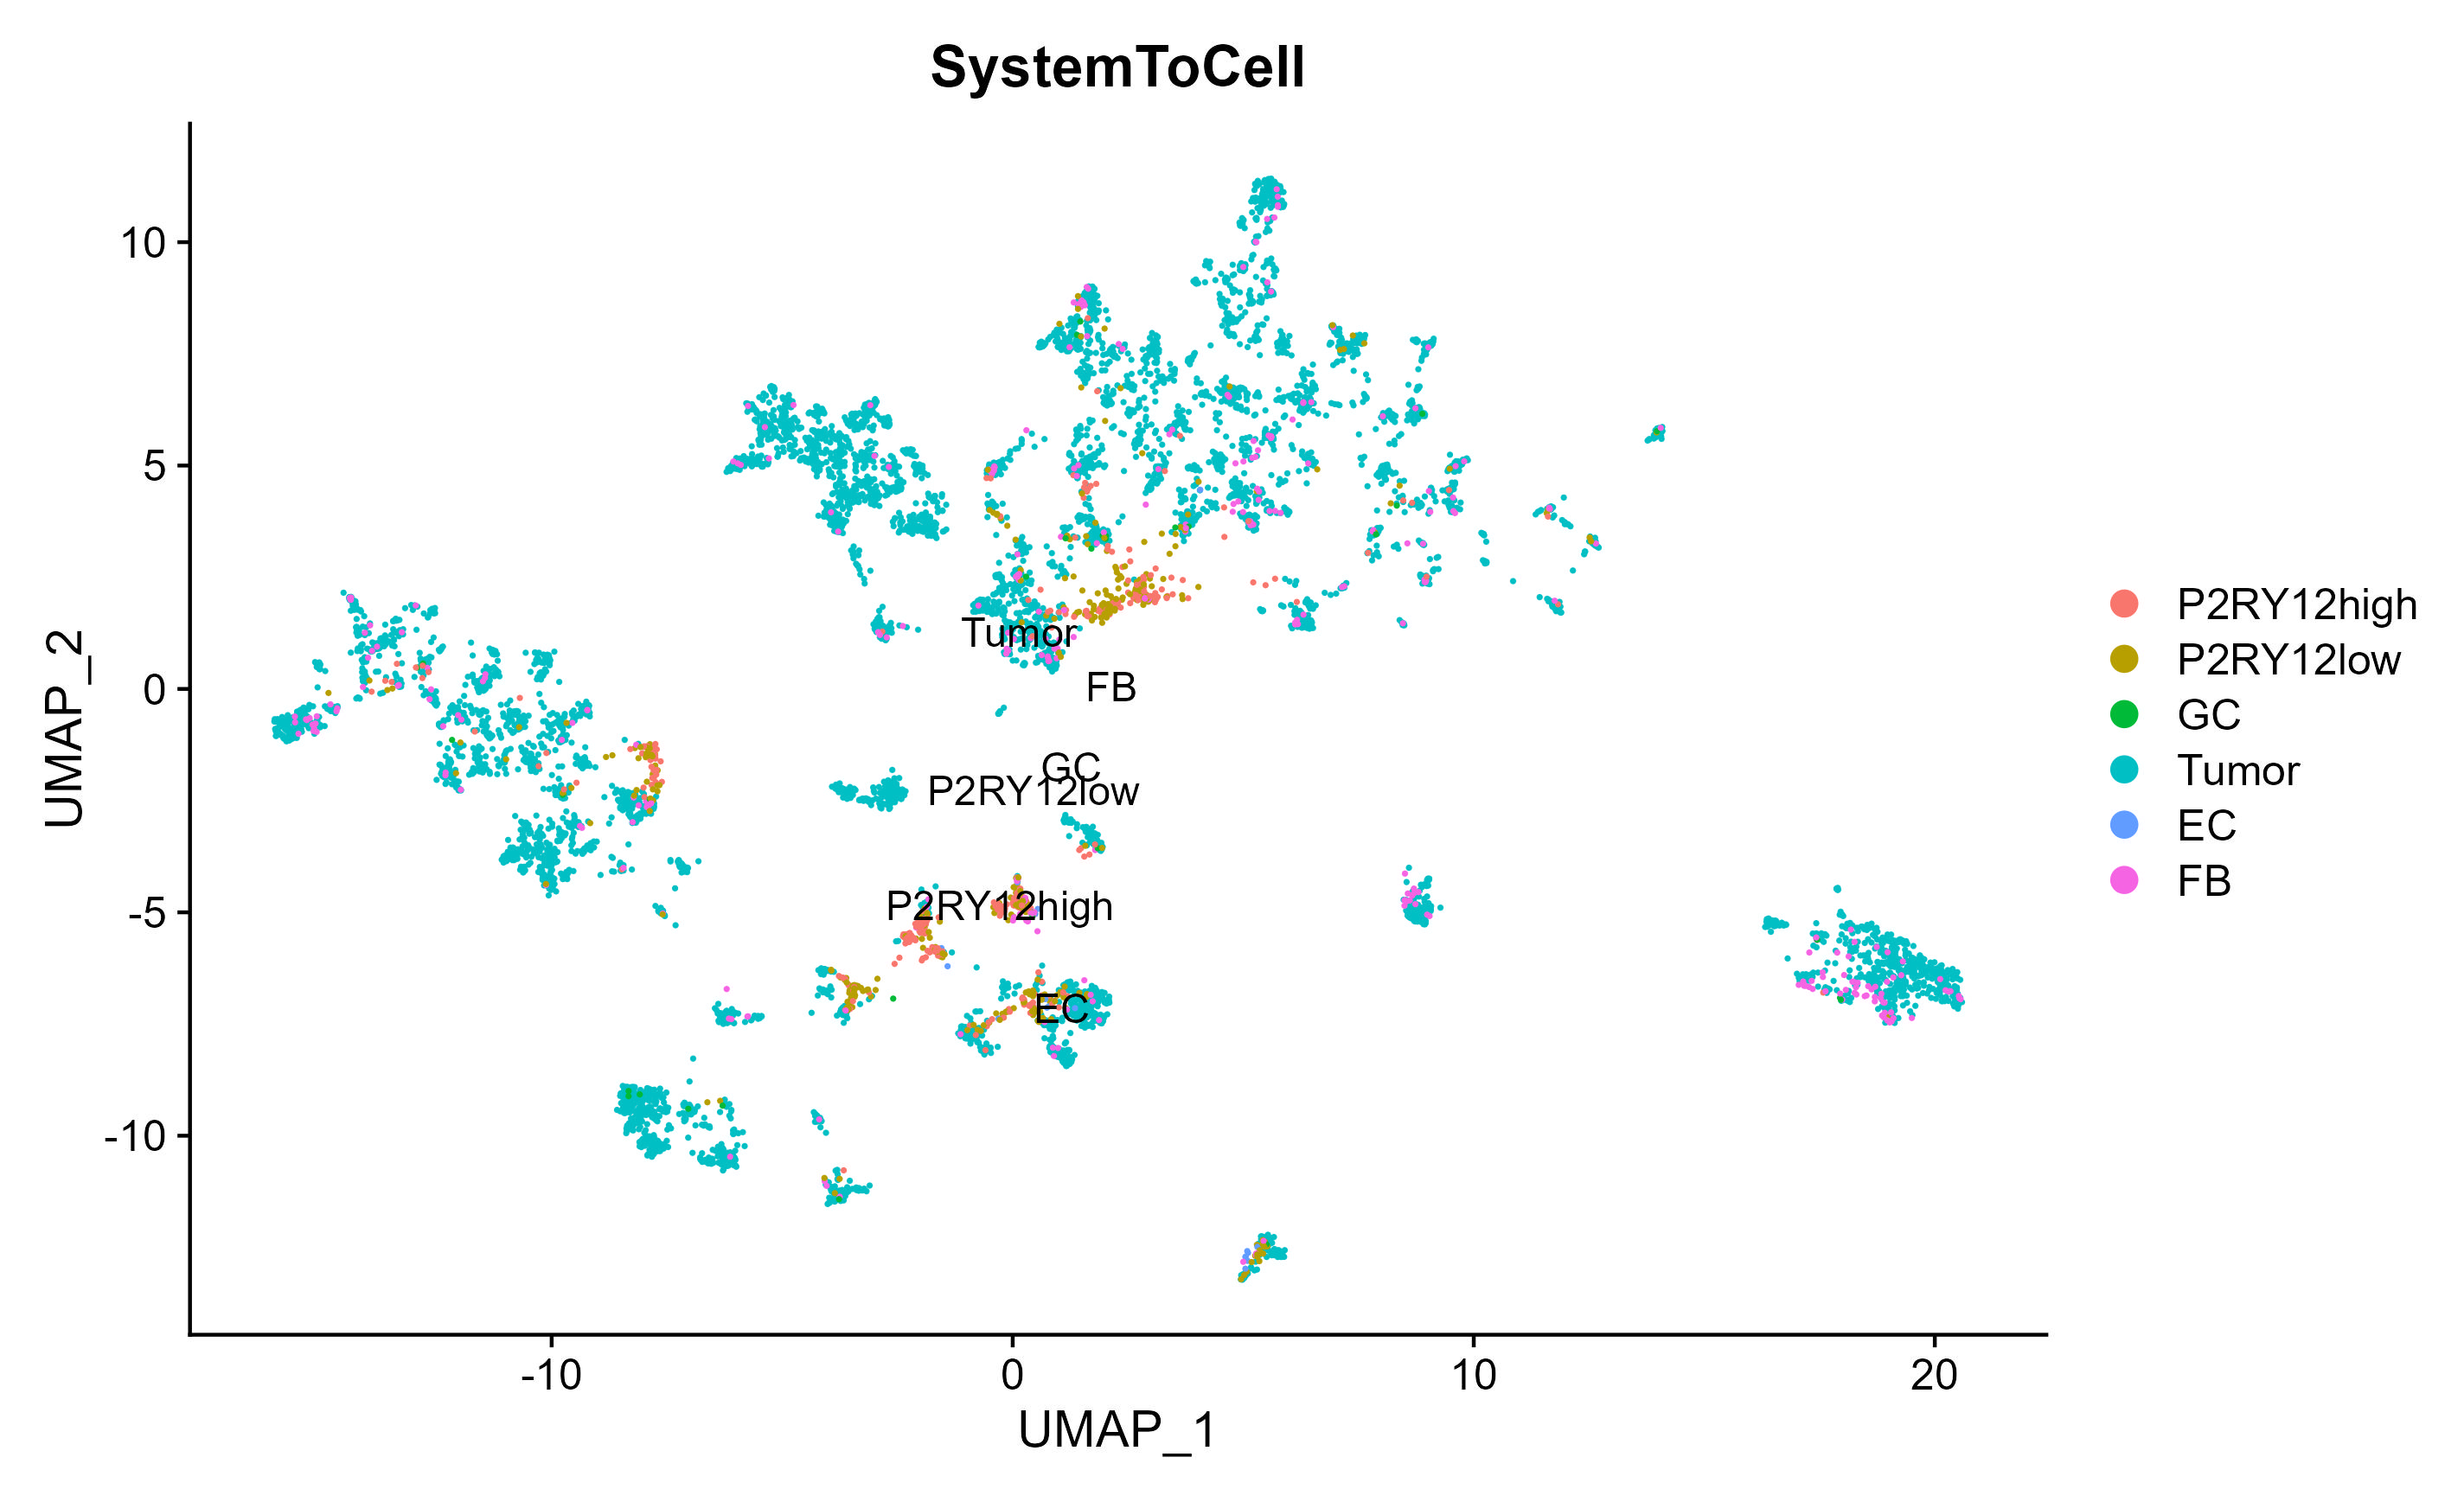 SystemToCell
UMAP_2
10
5
0
-5
-10
Tumor
FB
GC
P2RY12low
P2RY12high
EC
-10
0
10
20
UMAP_1
P2RY12high
P2RY12low
GC
Tumor
EC
FB